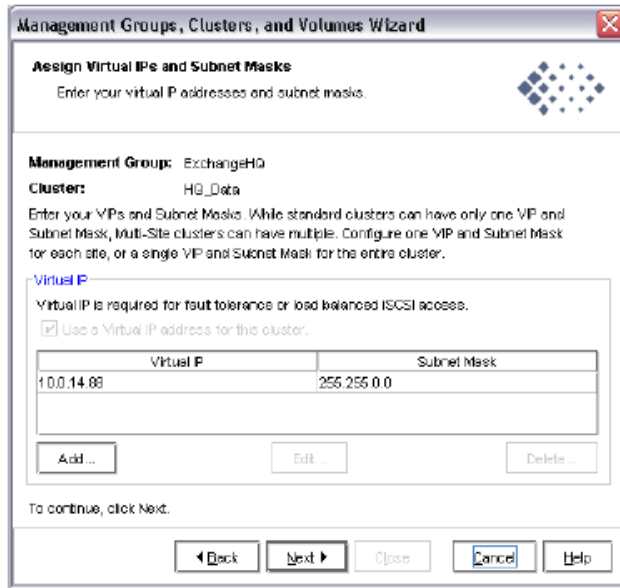 Management Groups, Clusters, and Volumes Wizard
Assign Virtual IPs and Subnet Masks
Enter your virtual IP addresses and subnet masks.
Management Group: ExchangeHQ
Cluster: HQ_Data
Enter your VIPs and Subnet Masks. While standard clusters can have only one VIP and
Subnet Mask, Multi-Site clusters can have multiple. Configure one VIP and Subnet Mask
for each site, or a single VIP and Subnet Mask for the entire cluster.
Virtual IP
Virtual IP is required for fault tolerance or load balanced iSCSI access.
Use a Virtual IP address for this cluster.
Virtual IP Subnet Mask
10.0.14.88 255.255.0.0
Add... Edit... Delete...
To continue, click Next.
Back Next Close Cancel Help